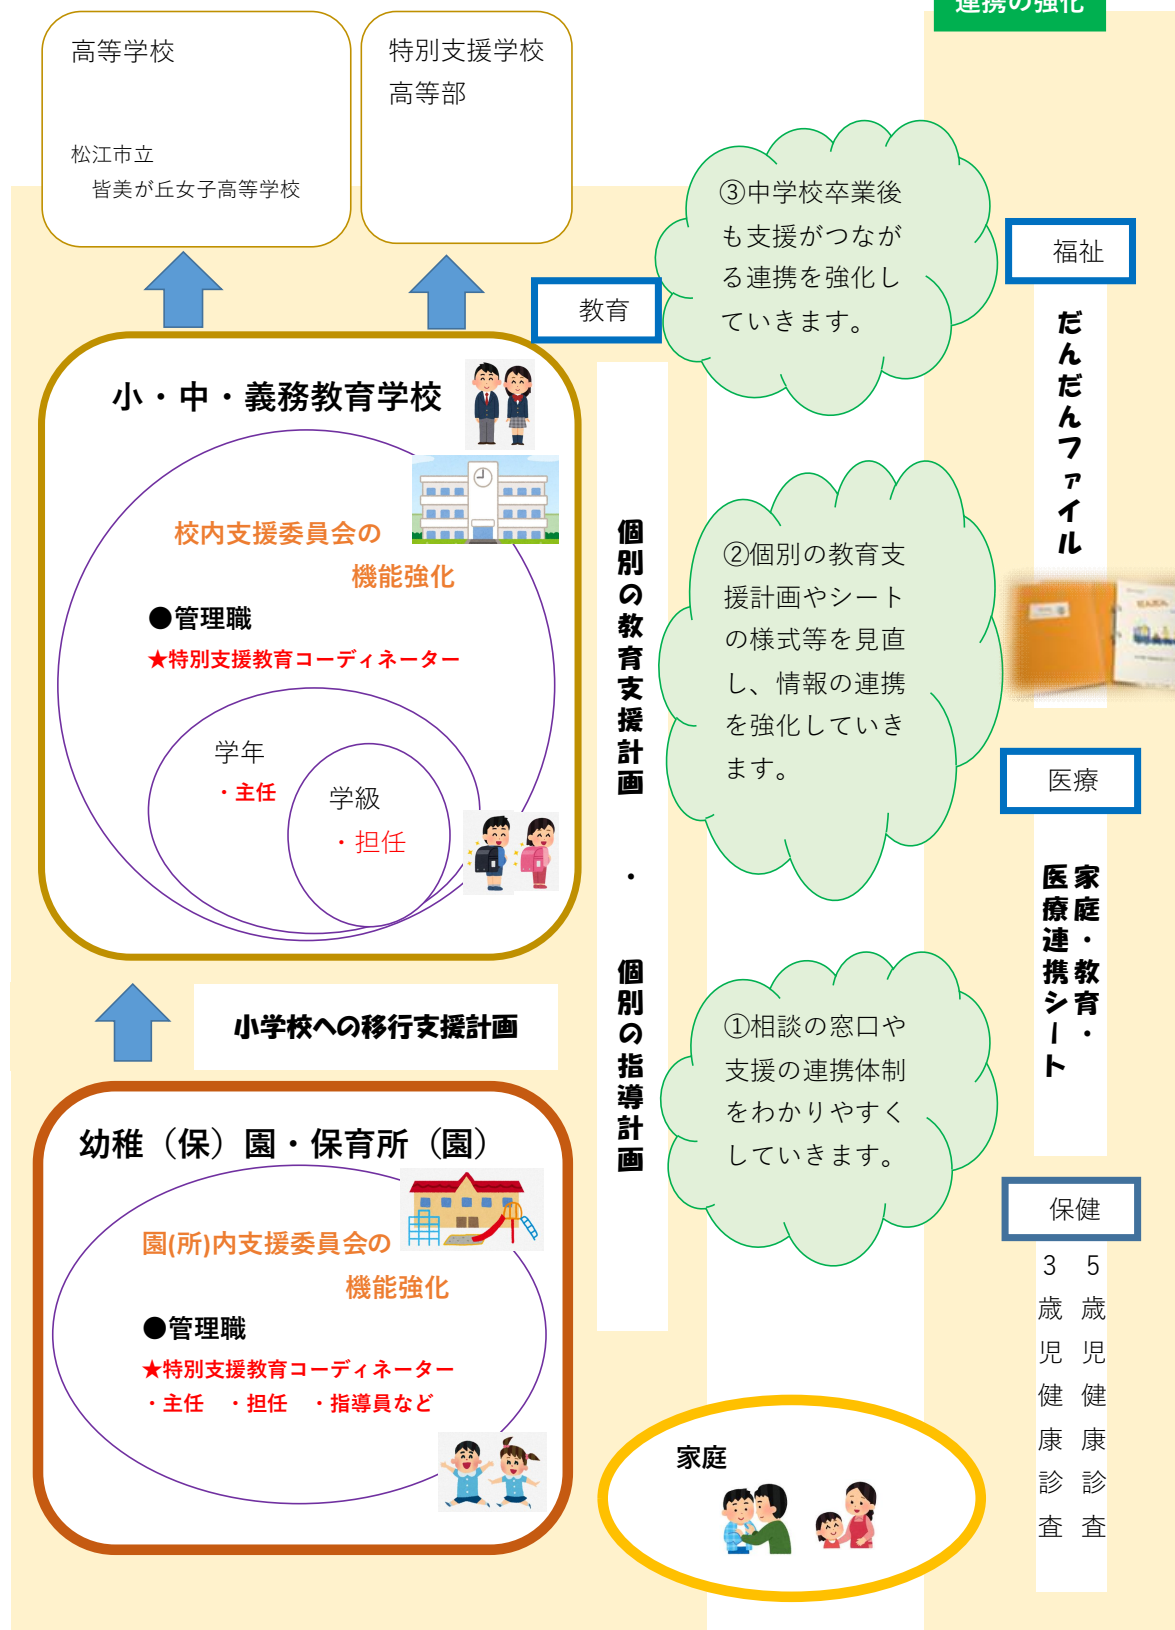 連携の強化
高等学校
松江市立
皆美が丘女子高等学校
特別支援学校
高等部
③中学校卒業後
も支援がつなが
る連携を強化し
ていきます。
福祉
教育
だんだんファイル
小・中・義務教育学校
校内支援委員会の
機能強化
●管理職
★特別支援教育コーディネーター
学年
・主任
学級
・担任
個別の教育支援計画 ・ 個別の指導計画
②個別の教育支
援計画やシート
の様式等を見直
し、情報の連携
を強化していき
ます。
医療
家庭・教育・
医療連携シート
小学校への移行支援計画
①相談の窓口や
支援の連携体制
をわかりやすく
していきます。
幼稚（保）園・保育所（園）
園(所)内支援委員会の
機能強化
●管理職
★特別支援教育コーディネーター
・主任 ・担任 ・指導員など
保健
5歳児健康診査
3歳児健康診査
家庭